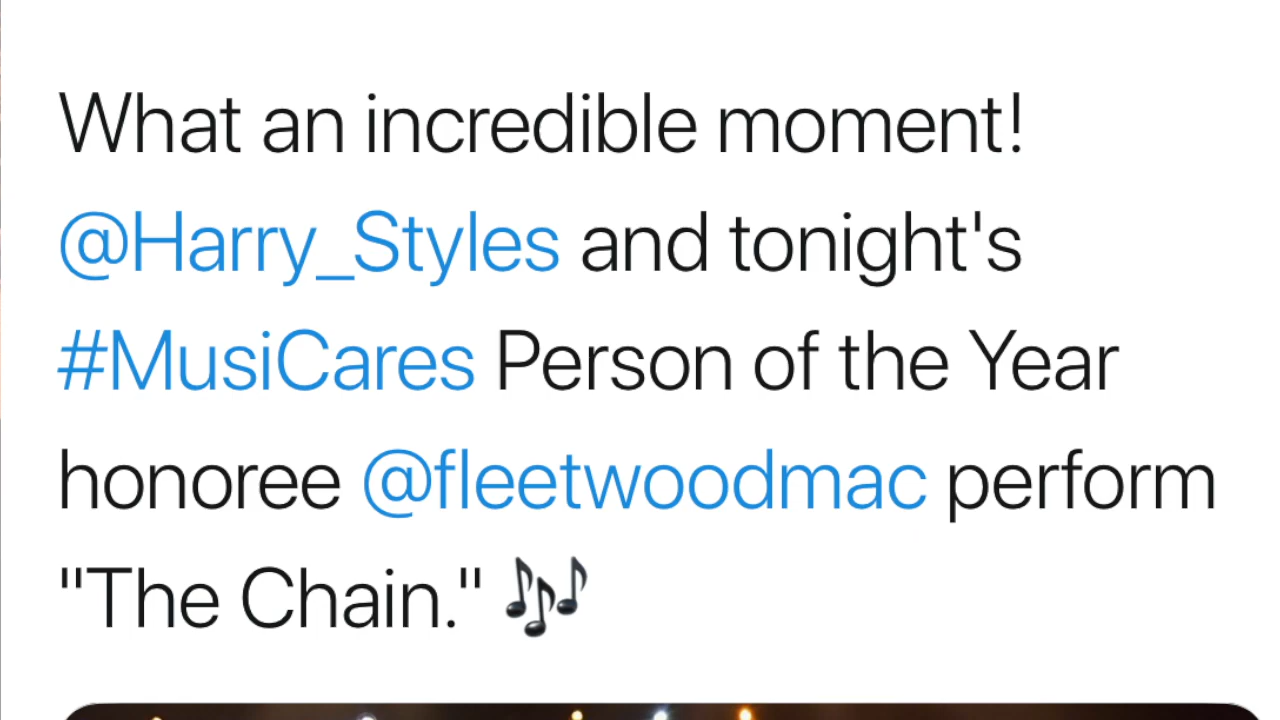 What an incredible moment!
@Harry_Styles and tonight's
#MusiCares Person of the Year
honoree @fleetwoodmac perform
"The Chain." 🎶